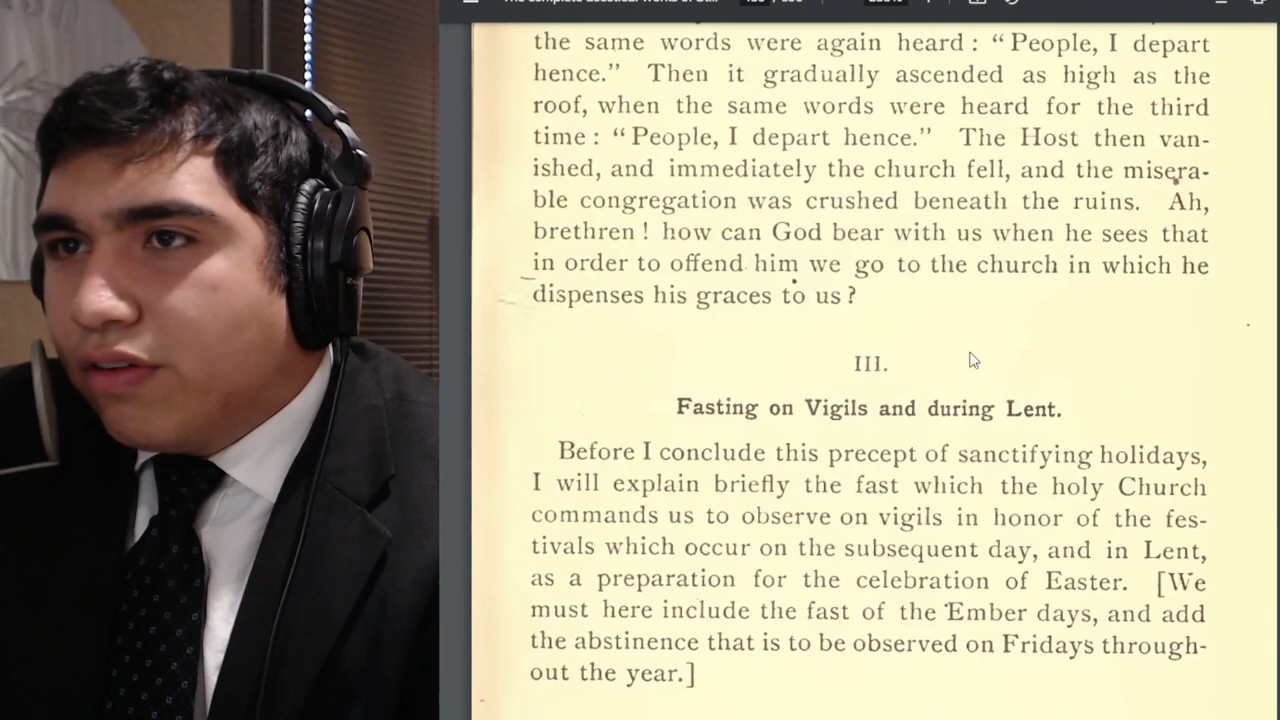 the same words were again heard : “People, I depart
hence.” Then it gradually ascended as high as the
roof, when the same words were heard for the third
time : “People, I depart hence.” The Host then van-
ished, and immediately the church fell, and the misera-
ble congregation was crushed beneath the ruins. Ah,
brethren ! how can God bear with us when he sees that
in order to offend him we go to the church in which he
dispenses his graces to us ?
III.
Fasting on Vigils and during Lent.
Before I conclude this precept of sanctifying holidays,
I will explain briefly the fast which the holy Church
commands us to observe on vigils in honor of the fes-
tivals which occur on the subsequent day, and in Lent,
as a preparation for the celebration of Easter. [We
must here include the fast of the Ember days, and add
the abstinence that is to be observed on Fridays through-
out the year.]